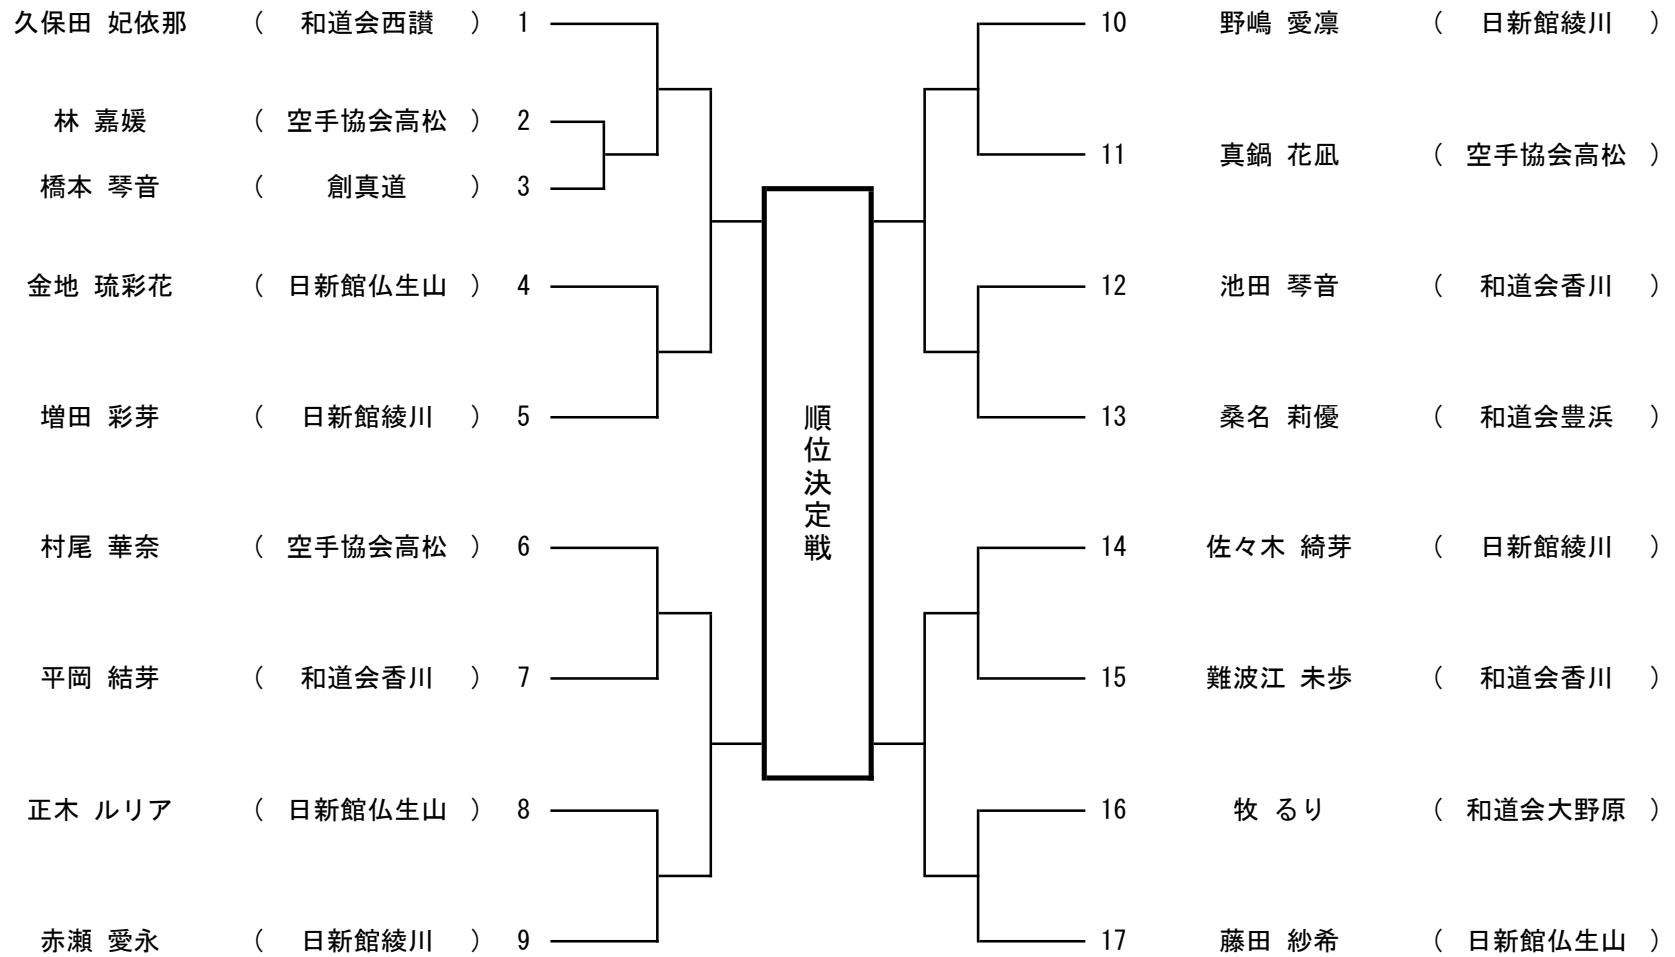 久保田 妃依那 （ 和道会西讃 ） 1
林 嘉媛 （ 空手協会高松 ） 2
橋本 琴音 （ 創真道 ） 3
金地 琉彩花 （ 日新館仏生山 ） 4
増田 彩芽 （ 日新館綾川 ） 5
村尾 華奈 （ 空手協会高松 ） 6
平岡 結芽 （ 和道会香川 ） 7
正木 ルリア （ 日新館仏生山 ） 8
赤瀬 愛永 （ 日新館綾川 ） 9
順位決定戦
10 野嶋 愛凛 （ 日新館綾川 ）
11 真鍋 花凪 （ 空手協会高松 ）
12 池田 琴音 （ 和道会香川 ）
13 桑名 莉優 （ 和道会豊浜 ）
14 佐々木 綺芽 （ 日新館綾川 ）
15 難波江 未歩 （ 和道会香川 ）
16 牧 るり （ 和道会大野原 ）
17 藤田 紗希 （ 日新館仏生山 ）